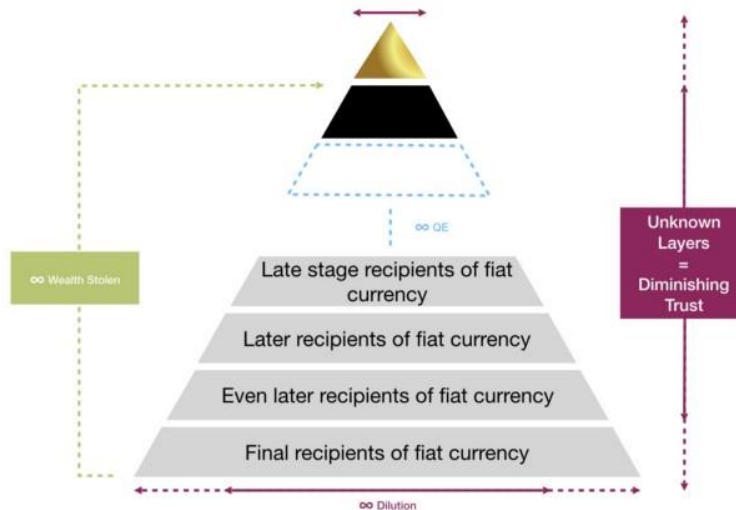 ∞ QE
Late stage recipients of fiat
currency
Later recipients of fiat currency
Even later recipients of fiat currency
Final recipients of fiat currency
∞ Wealth Stolen
Unknown
Layers
=
Diminishing
Trust
∞ Dilution